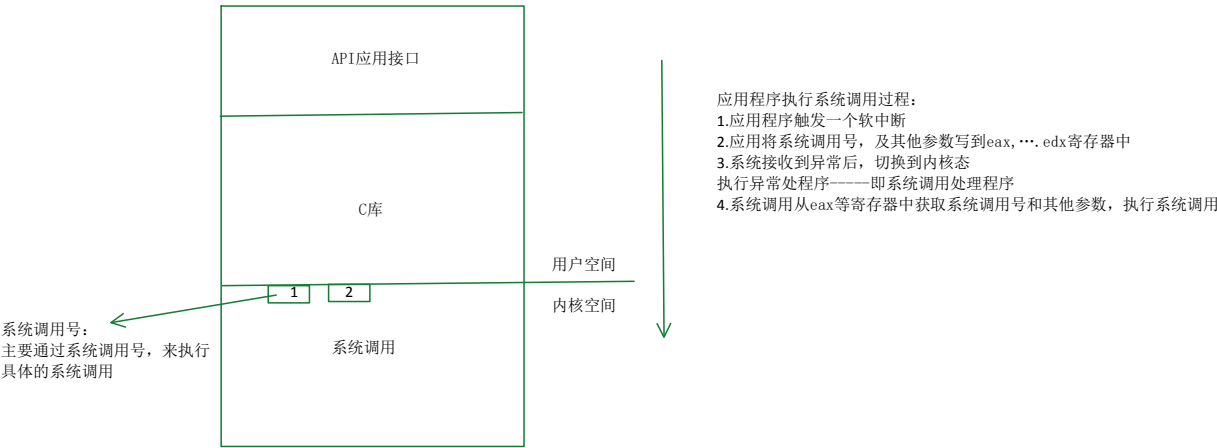 API应用接口
应用程序执行系统调用过程:
1.应用程序触发一个软中断
2.应用将系统调用号,及其他参数写到eax,….edx寄存器中
3.系统接收到异常后,切换到内核态
执行异常处程序-----即系统调用处理程序
4.系统调用从eax等寄存器中获取系统调用号和其他参数,执行系统调用
C库
用户空间
1
2
内核空间
系统调用号:
主要通过系统调用号,来执行
具体的系统调用
系统调用